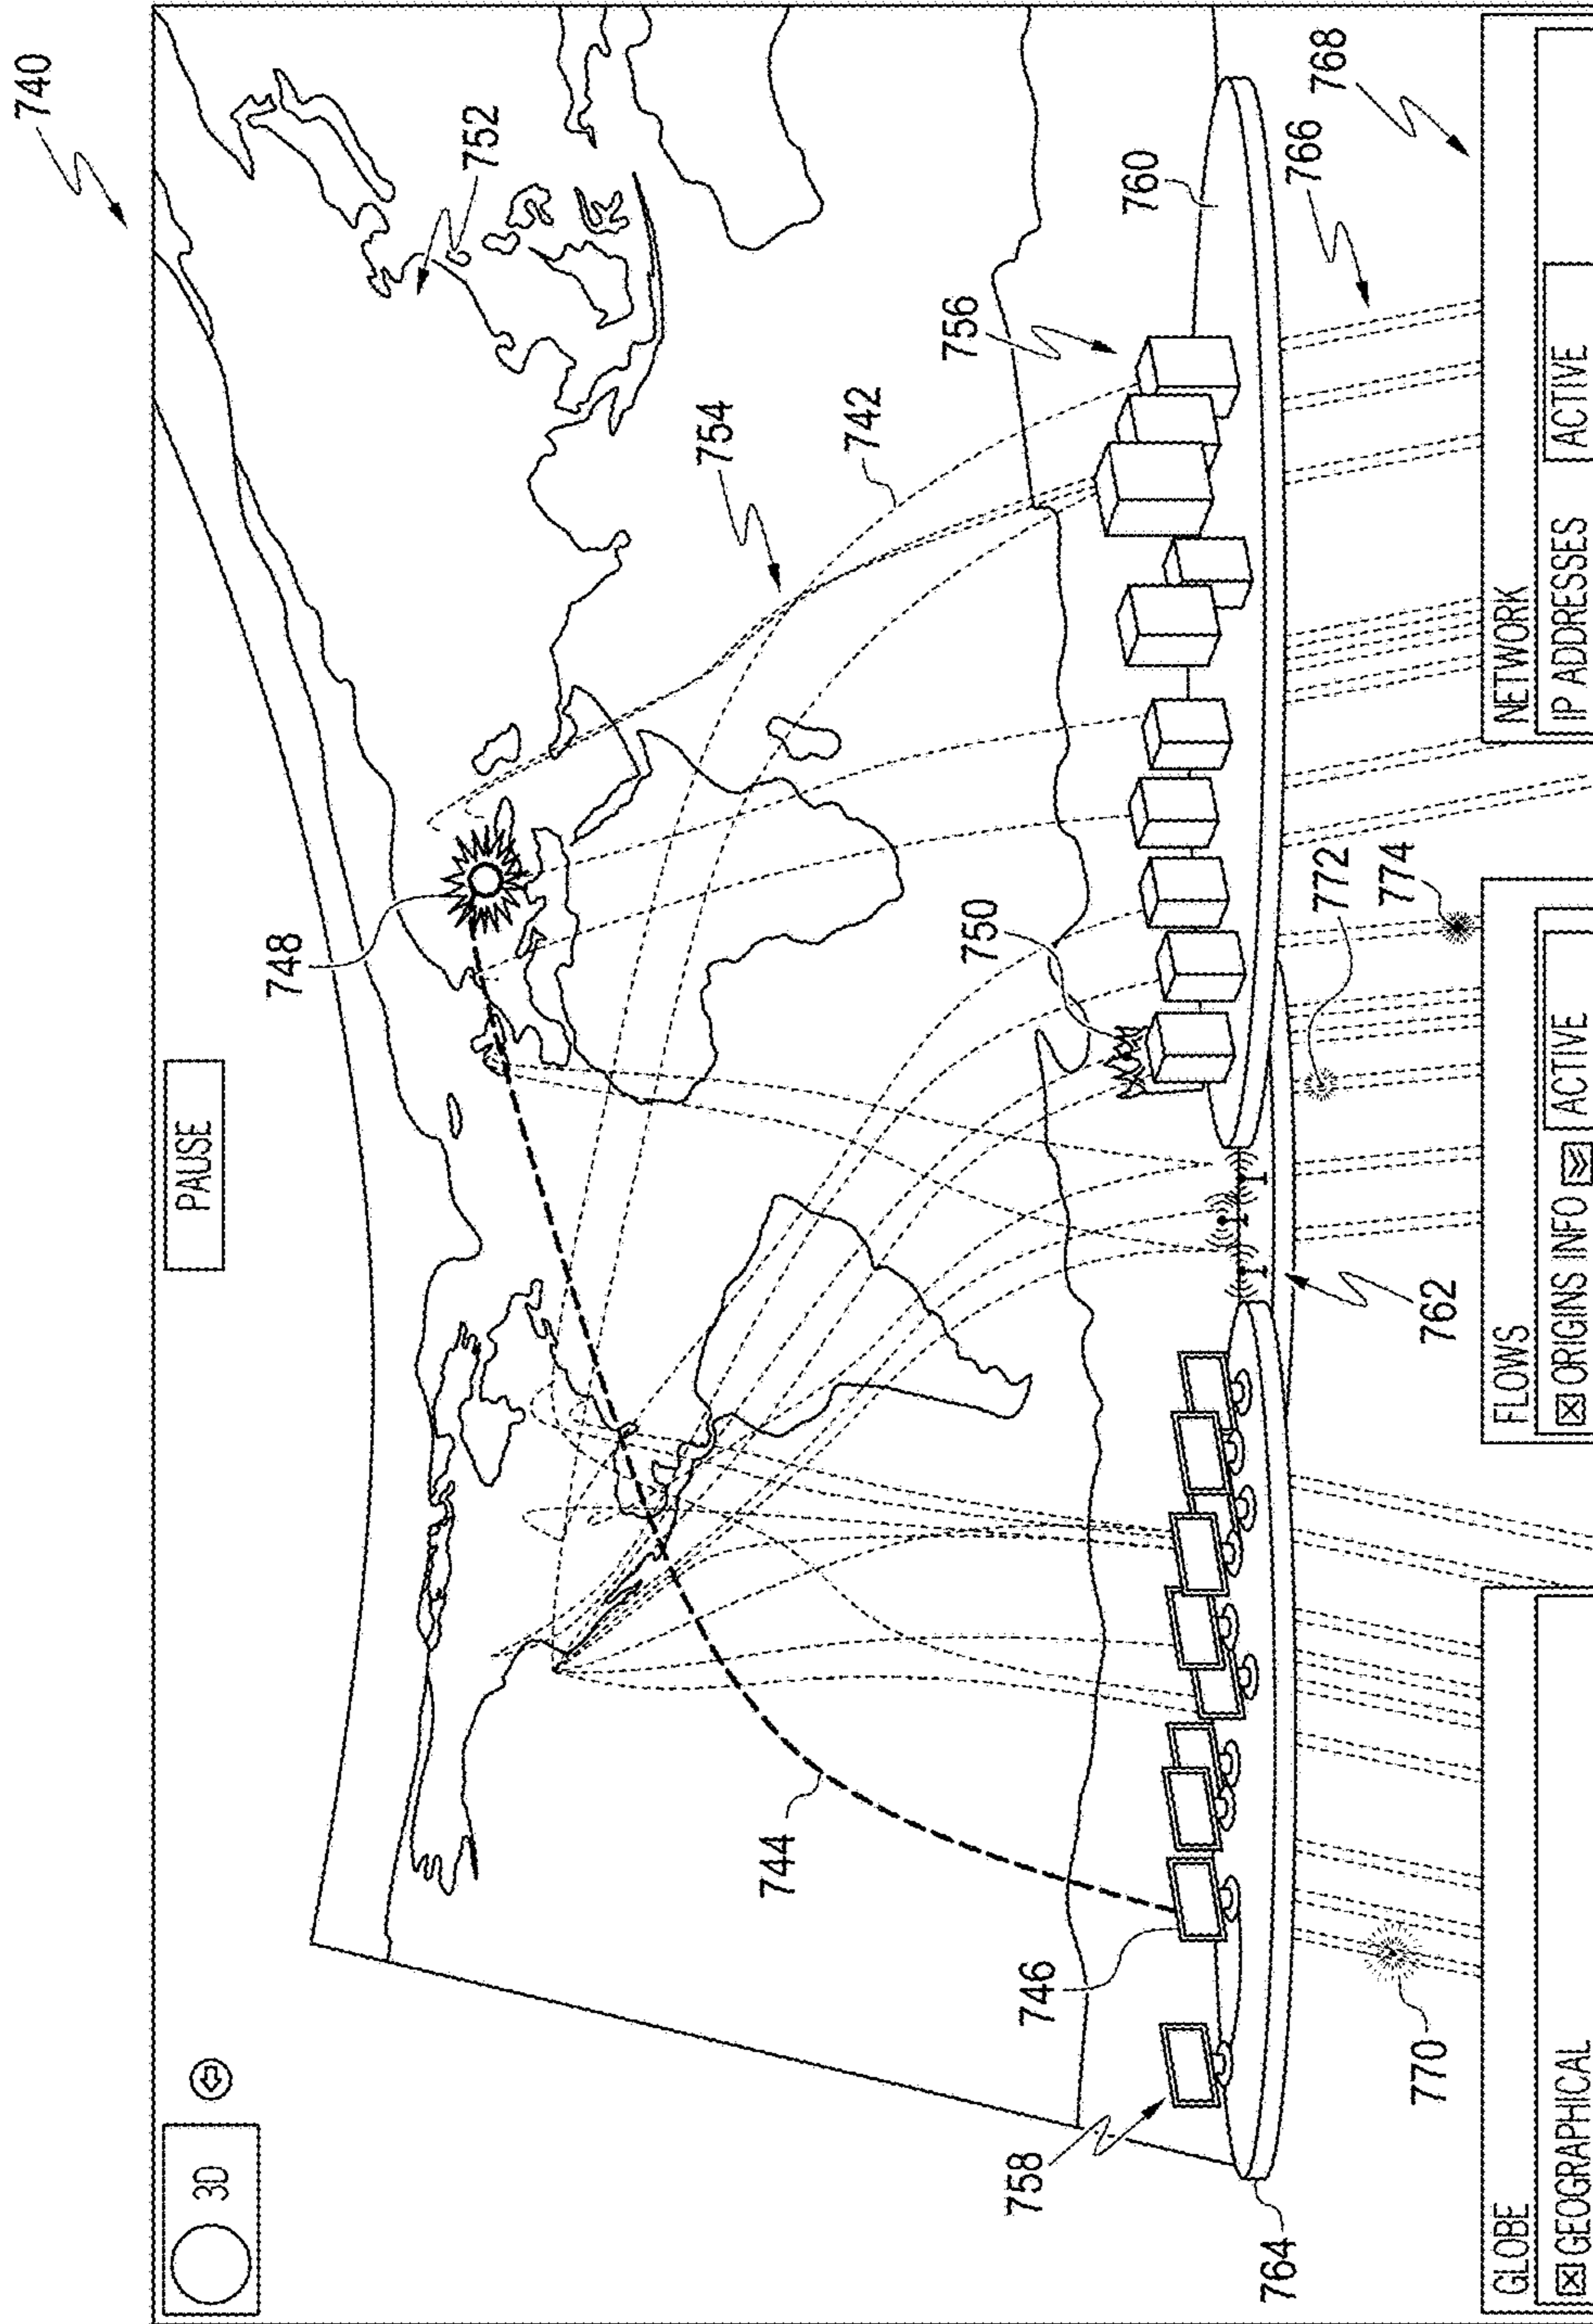 740
3D
PAUSE
748
752
754
742
744
756
750
760
746
758
764
762
772
774
766
768
770
GLOBE
☒ GEOGRAPHICAL
FLOWS
☒ ORIGINS INFO ACTIVE
NETWORK
IP ADDRESSES ACTIVE